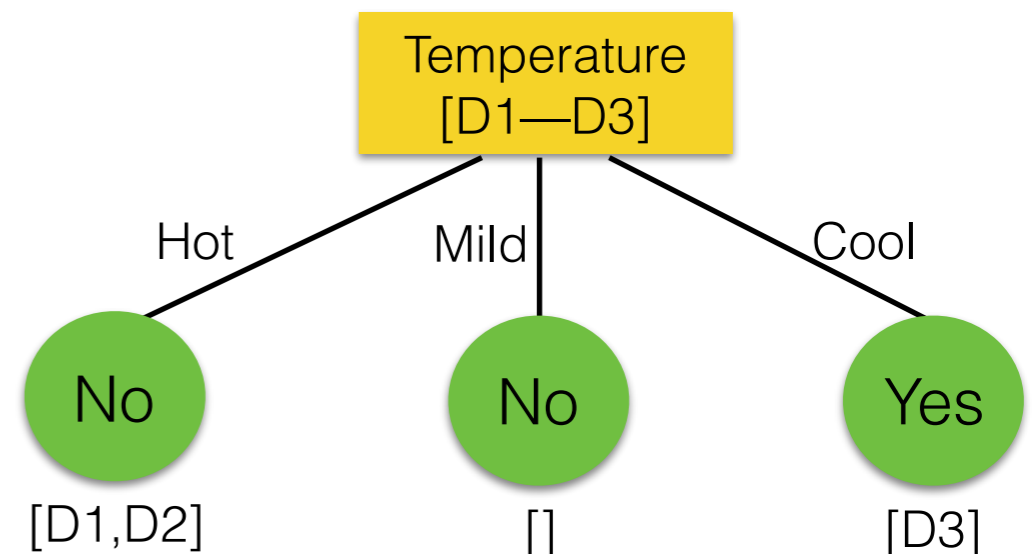 Temperature
[D1—D3]
Hot
Mild
Cool
No
No
Yes
[D1,D2]
[]
[D3]